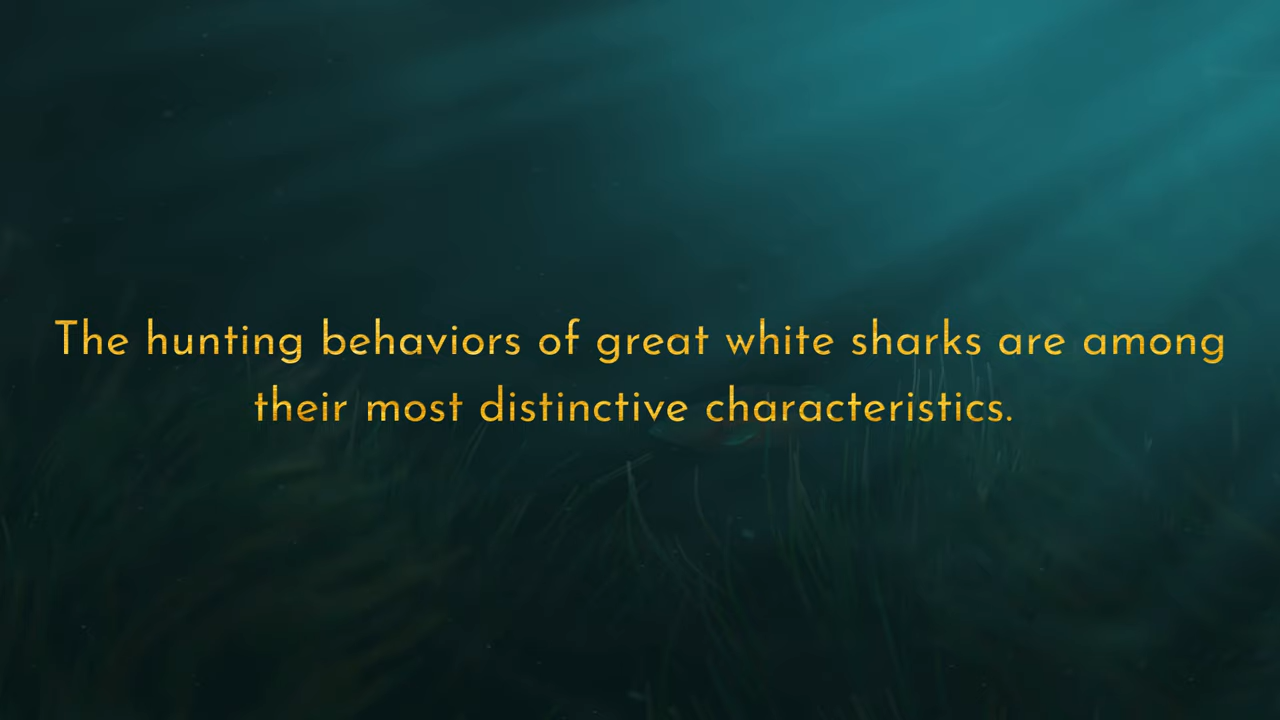 The hunting behaviors of great white sharks are among
their most distinctive characteristics.